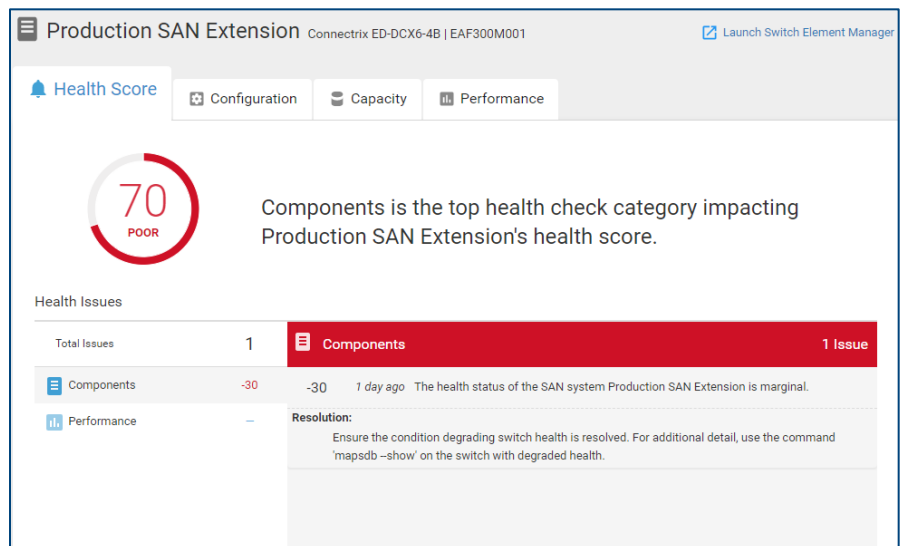 Production SAN Extension Connectrix ED-DCX6-4B | EAF300M001
Launch Switch Element Manager
Health Score
Configuration
Capacity
Performance
70
POOR
Components is the top health check category impacting
Production SAN Extension's health score.
Health Issues
Total Issues 1
Components 1 Issue
Components -30
-30 1 day ago The health status of the SAN system Production SAN Extension is marginal.
Performance –
Resolution:
Ensure the condition degrading switch health is resolved. For additional detail, use the command
'mapsdb --show' on the switch with degraded health.